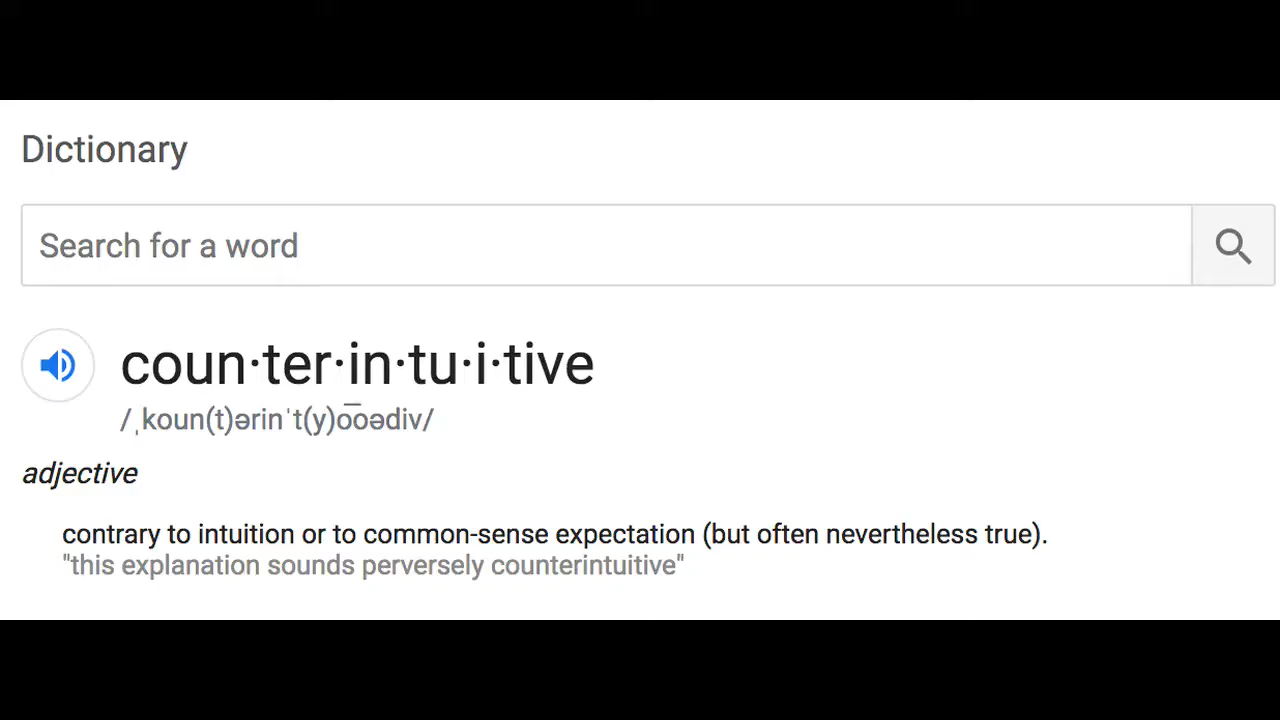 Dictionary
Search for a word
coun·ter·in·tu·i·tive
/ˌkoun(t)ərinˈt(y)o͞oədiv/
adjective
contrary to intuition or to common-sense expectation (but often nevertheless true).
"this explanation sounds perversely counterintuitive"